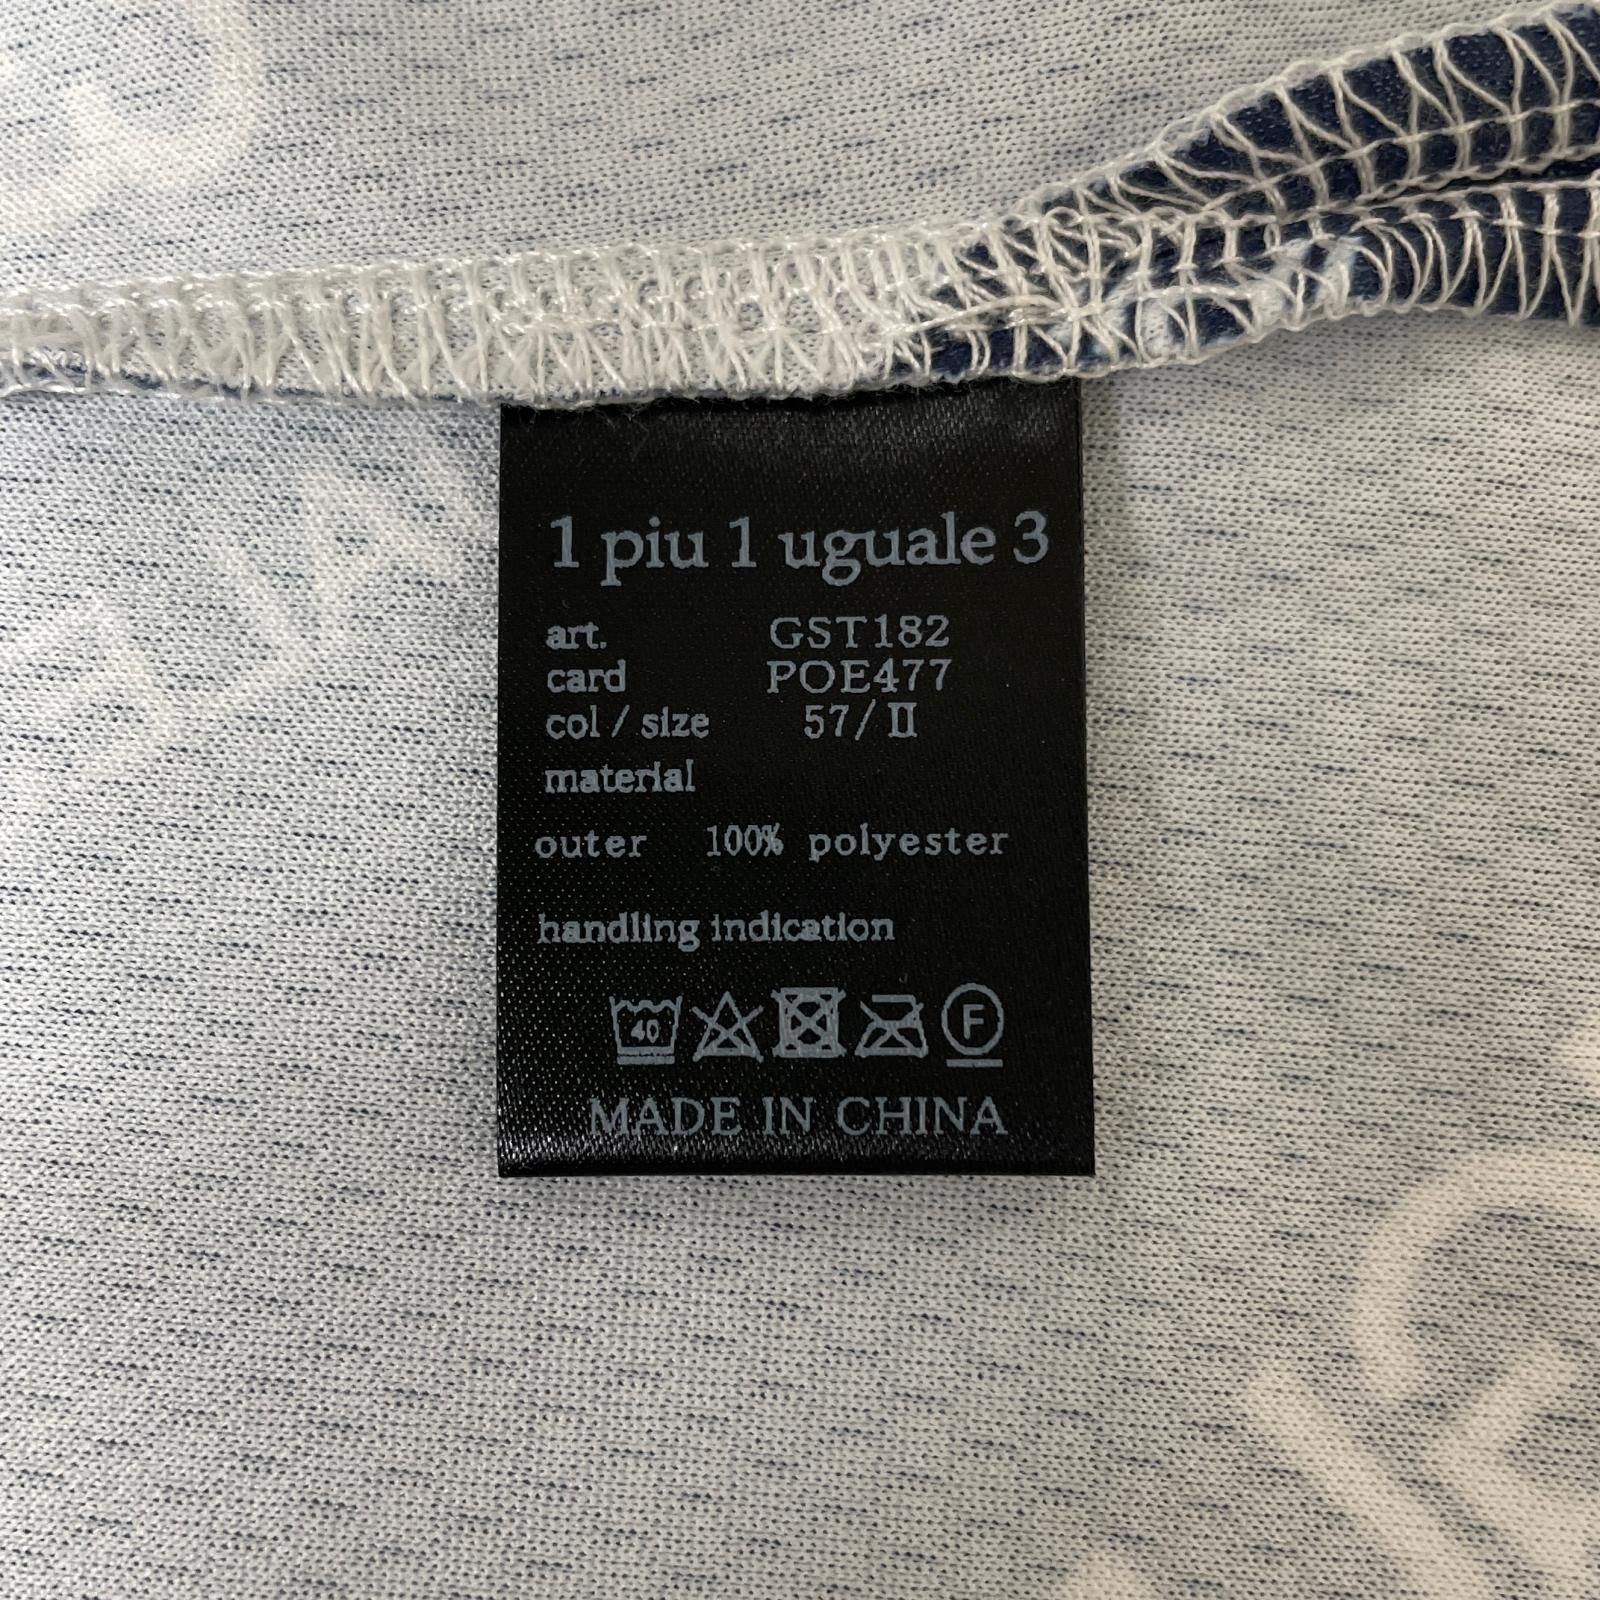 1 piu 1 uguale 3
art. GST182
card POE477
col / size 57/Ⅱ
material
outer 100% polyester
handling indication
40 F
MADE IN CHINA